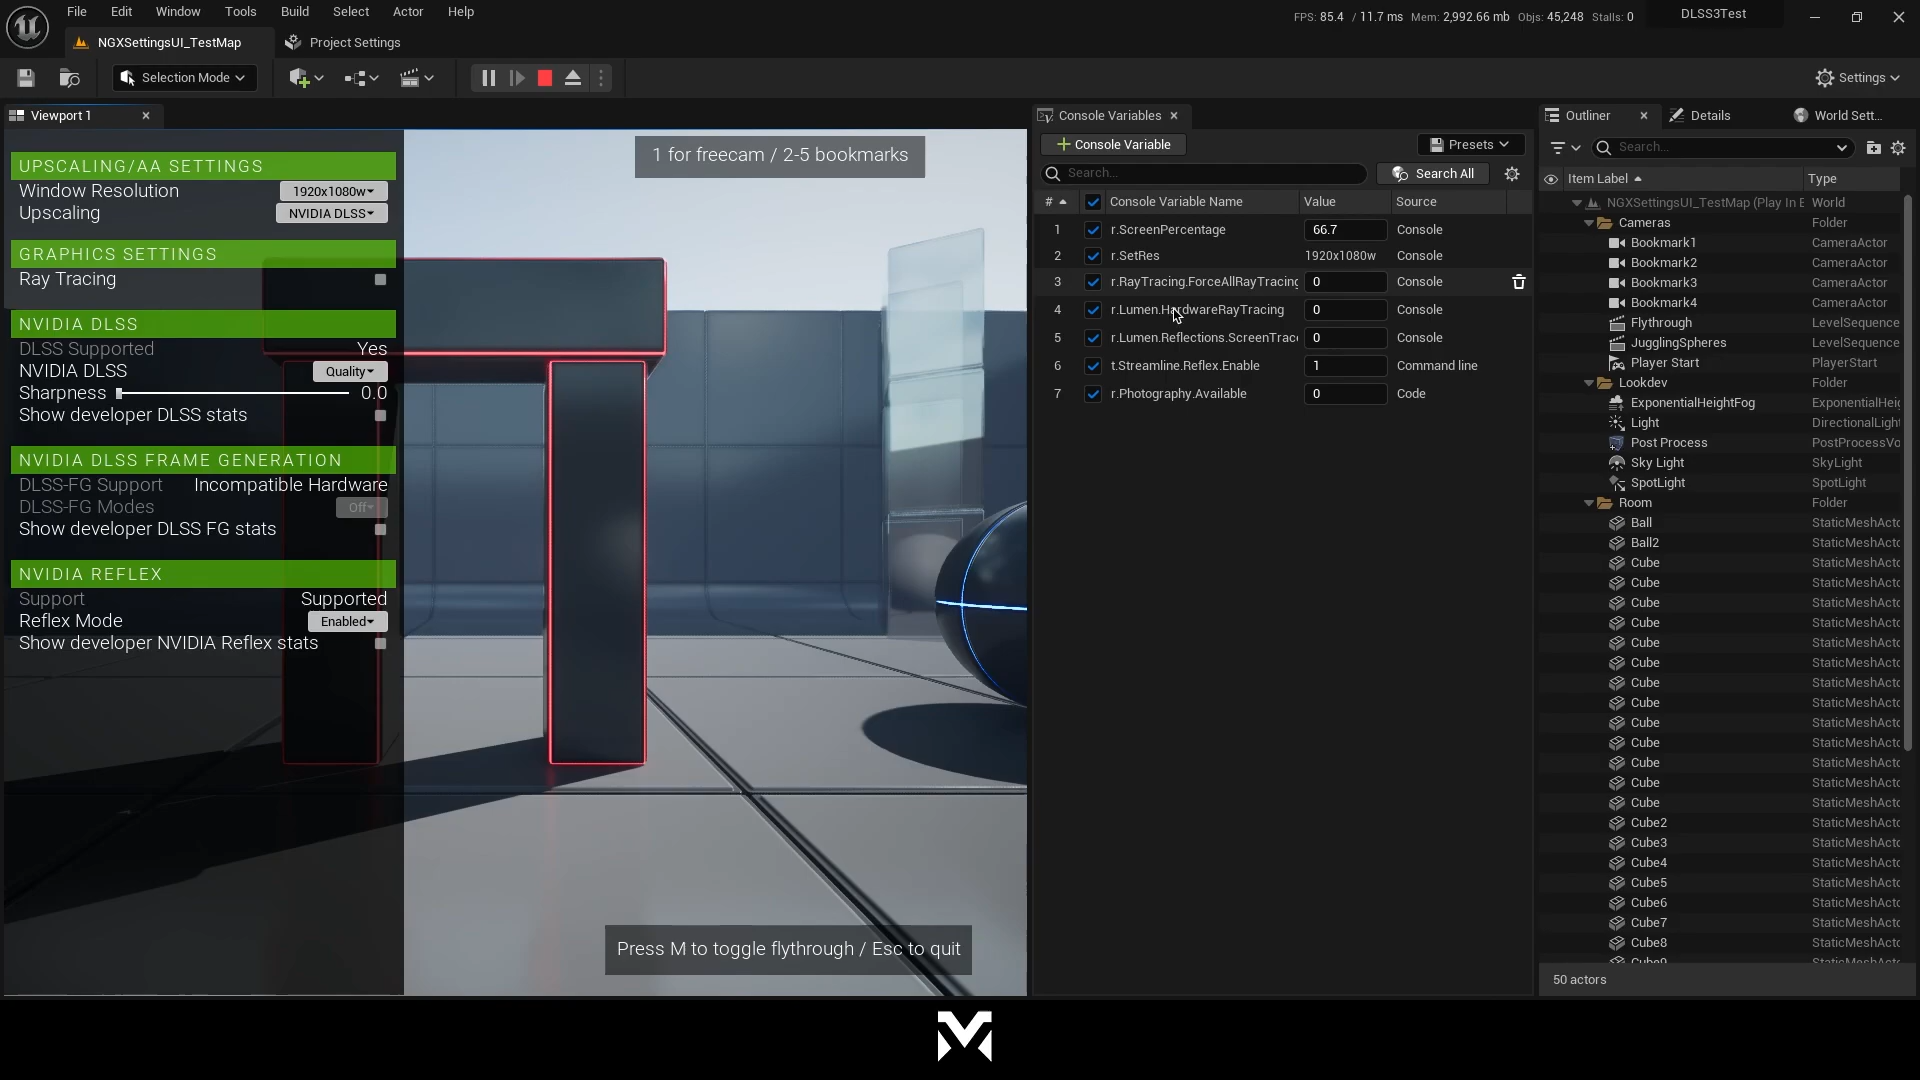 File Edit Window Tools Build Select Actor Help
FPS: 85.4 / 11.7 ms Mem: 2,992.66 mb Objs: 45,248 Stalls: 0
DLSS3Test
NGXSettingsUI_TestMap
Project Settings
Selection Mode
Settings
Viewport 1
UPSCALING/AA SETTINGS
Window Resolution 1920x1080w
Upscaling NVIDIA DLSS
GRAPHICS SETTINGS
Ray Tracing
NVIDIA DLSS
DLSS Supported Yes
NVIDIA DLSS Quality
Sharpness 0.0
Show developer DLSS stats
NVIDIA DLSS FRAME GENERATION
DLSS-FG Support Incompatible Hardware
DLSS-FG Modes Off
Show developer DLSS FG stats
NVIDIA REFLEX
Support Supported
Reflex Mode Enabled
Show developer NVIDIA Reflex stats
1 for freecam / 2-5 bookmarks
Press M to toggle flythrough / Esc to quit
Console Variables
+ Console Variable Presets
Search... Search All
# Console Variable Name Value Source
1 r.ScreenPercentage 66.7 Console
2 r.SetRes 1920x1080w Console
3 r.RayTracing.ForceAllRayTracing 0 Console
4 r.Lumen.HardwareRayTracing 0 Console
5 r.Lumen.Reflections.ScreenTrace 0 Console
6 t.Streamline.Reflex.Enable 1 Command line
7 r.Photography.Available 0 Code
Outliner Details World Sett...
Search...
Item Label Type
NGXSettingsUI_TestMap (Play In E World
Cameras Folder
Bookmark1 CameraActor
Bookmark2 CameraActor
Bookmark3 CameraActor
Bookmark4 CameraActor
Flythrough LevelSequence
JugglingSpheres LevelSequence
Player Start PlayerStart
Lookdev Folder
ExponentialHeightFog ExponentialHeig
Light DirectionalLight
Post Process PostProcessVo
Sky Light SkyLight
SpotLight SpotLight
Room Folder
Ball StaticMeshActo
Ball2 StaticMeshActo
Cube StaticMeshActo
Cube StaticMeshActo
Cube StaticMeshActo
Cube StaticMeshActo
Cube StaticMeshActo
Cube StaticMeshActo
Cube StaticMeshActo
Cube StaticMeshActo
Cube StaticMeshActo
Cube StaticMeshActo
Cube StaticMeshActo
Cube StaticMeshActo
Cube StaticMeshActo
Cube2 StaticMeshActo
Cube3 StaticMeshActo
Cube4 StaticMeshActo
Cube5 StaticMeshActo
Cube6 StaticMeshActo
Cube7 StaticMeshActo
Cube8 StaticMeshActo
50 actors